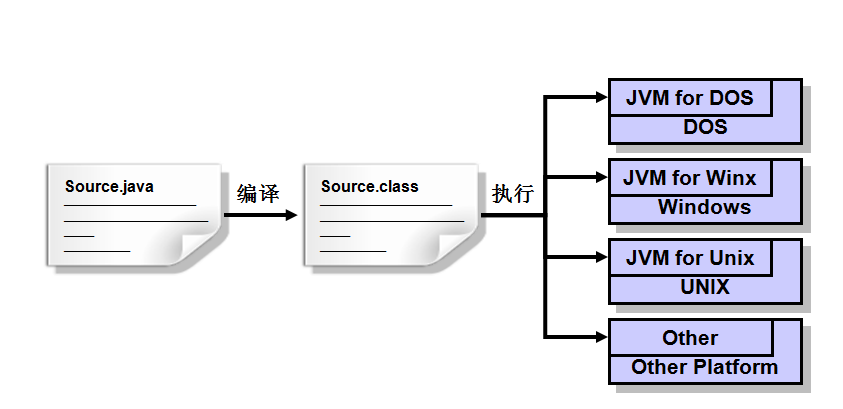 Source.java
编译
Source.class
执行
JVM for DOS
DOS
JVM for Winx
Windows
JVM for Unix
UNIX
Other
Other Platform